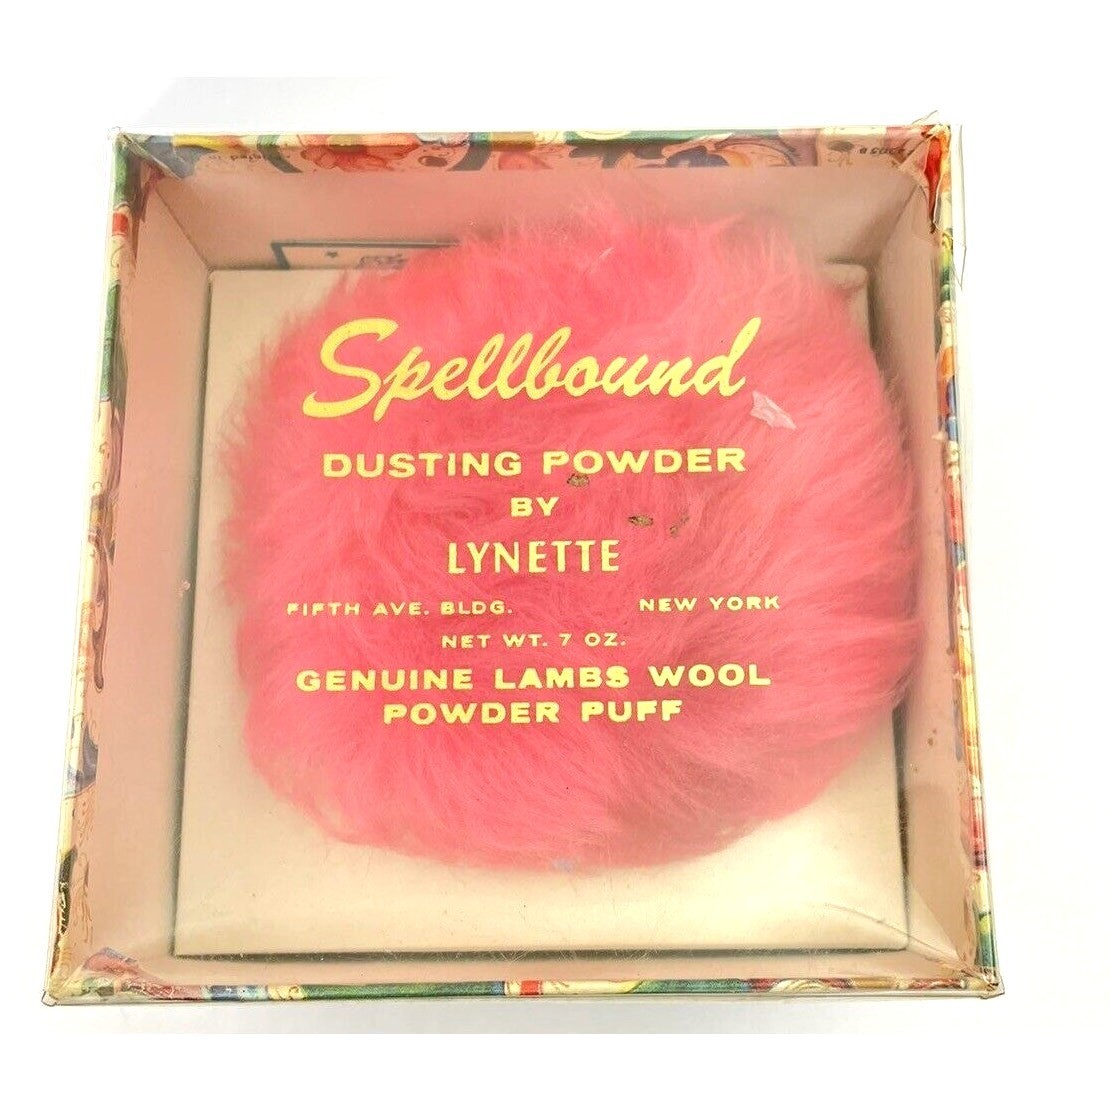 Spellbound
DUSTING POWDER
BY
LYNETTE
FIFTH AVE. BLDG. NEW YORK
NET WT. 7 OZ.
GENUINE LAMBS WOOL
POWDER PUFF